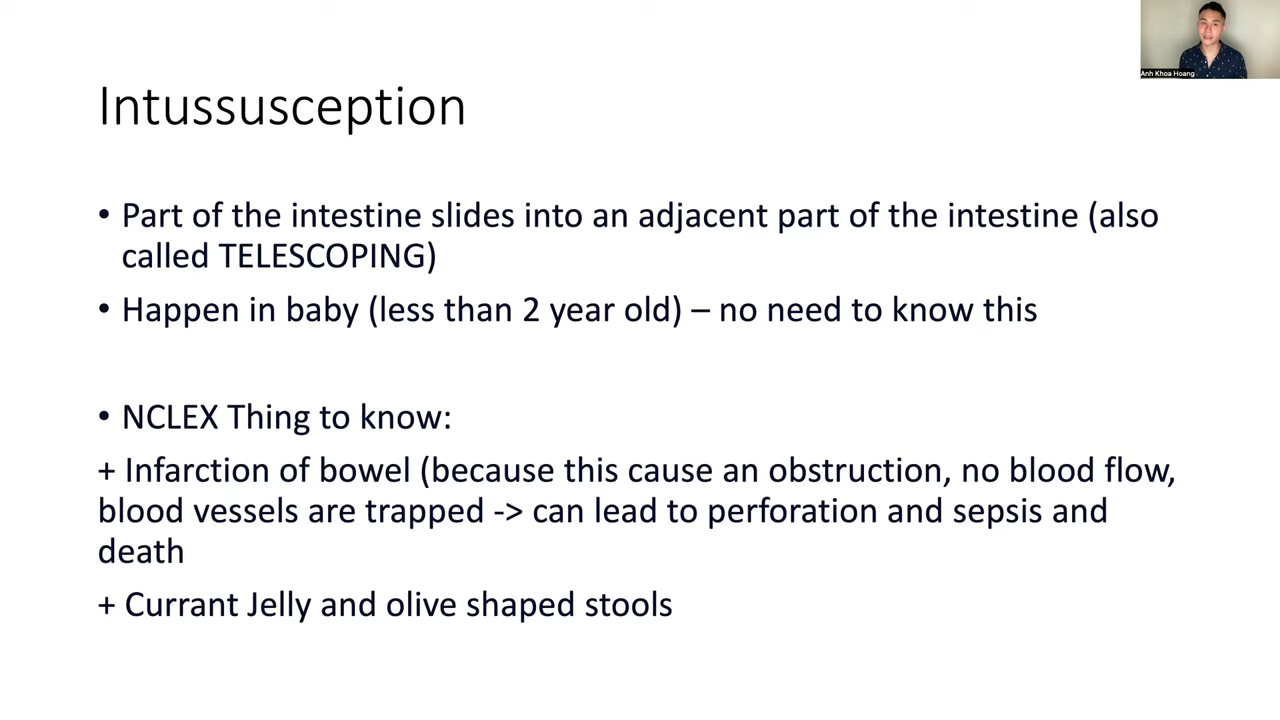 Anh Khoa Hoang
Intussusception
• Part of the intestine slides into an adjacent part of the intestine (also
called TELESCOPING)
• Happen in baby (less than 2 year old) – no need to know this
• NCLEX Thing to know:
+ Infarction of bowel (because this cause an obstruction, no blood flow,
blood vessels are trapped -> can lead to perforation and sepsis and
death
+ Currant Jelly and olive shaped stools